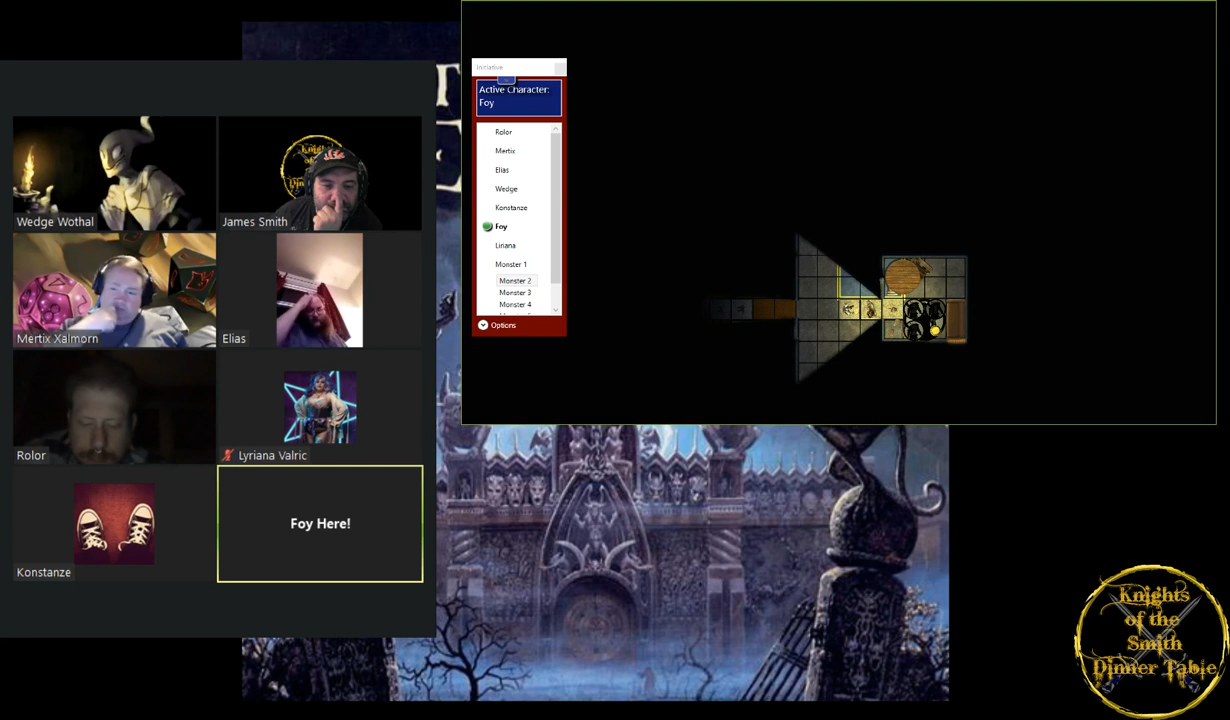 Wedge Wothal
James Smith
Mertix Xalmorn
Elias
Rolor
Lyriana Valric
Konstanze
Foy Here!
Initiative
Active Character:
Foy
Rolor
Mertix
Elias
Wedge
Konstanze
Foy
Liriana
Monster 1
Monster 2
Monster 3
Monster 4
Options
Knights
of the
Smith
Dinner Table